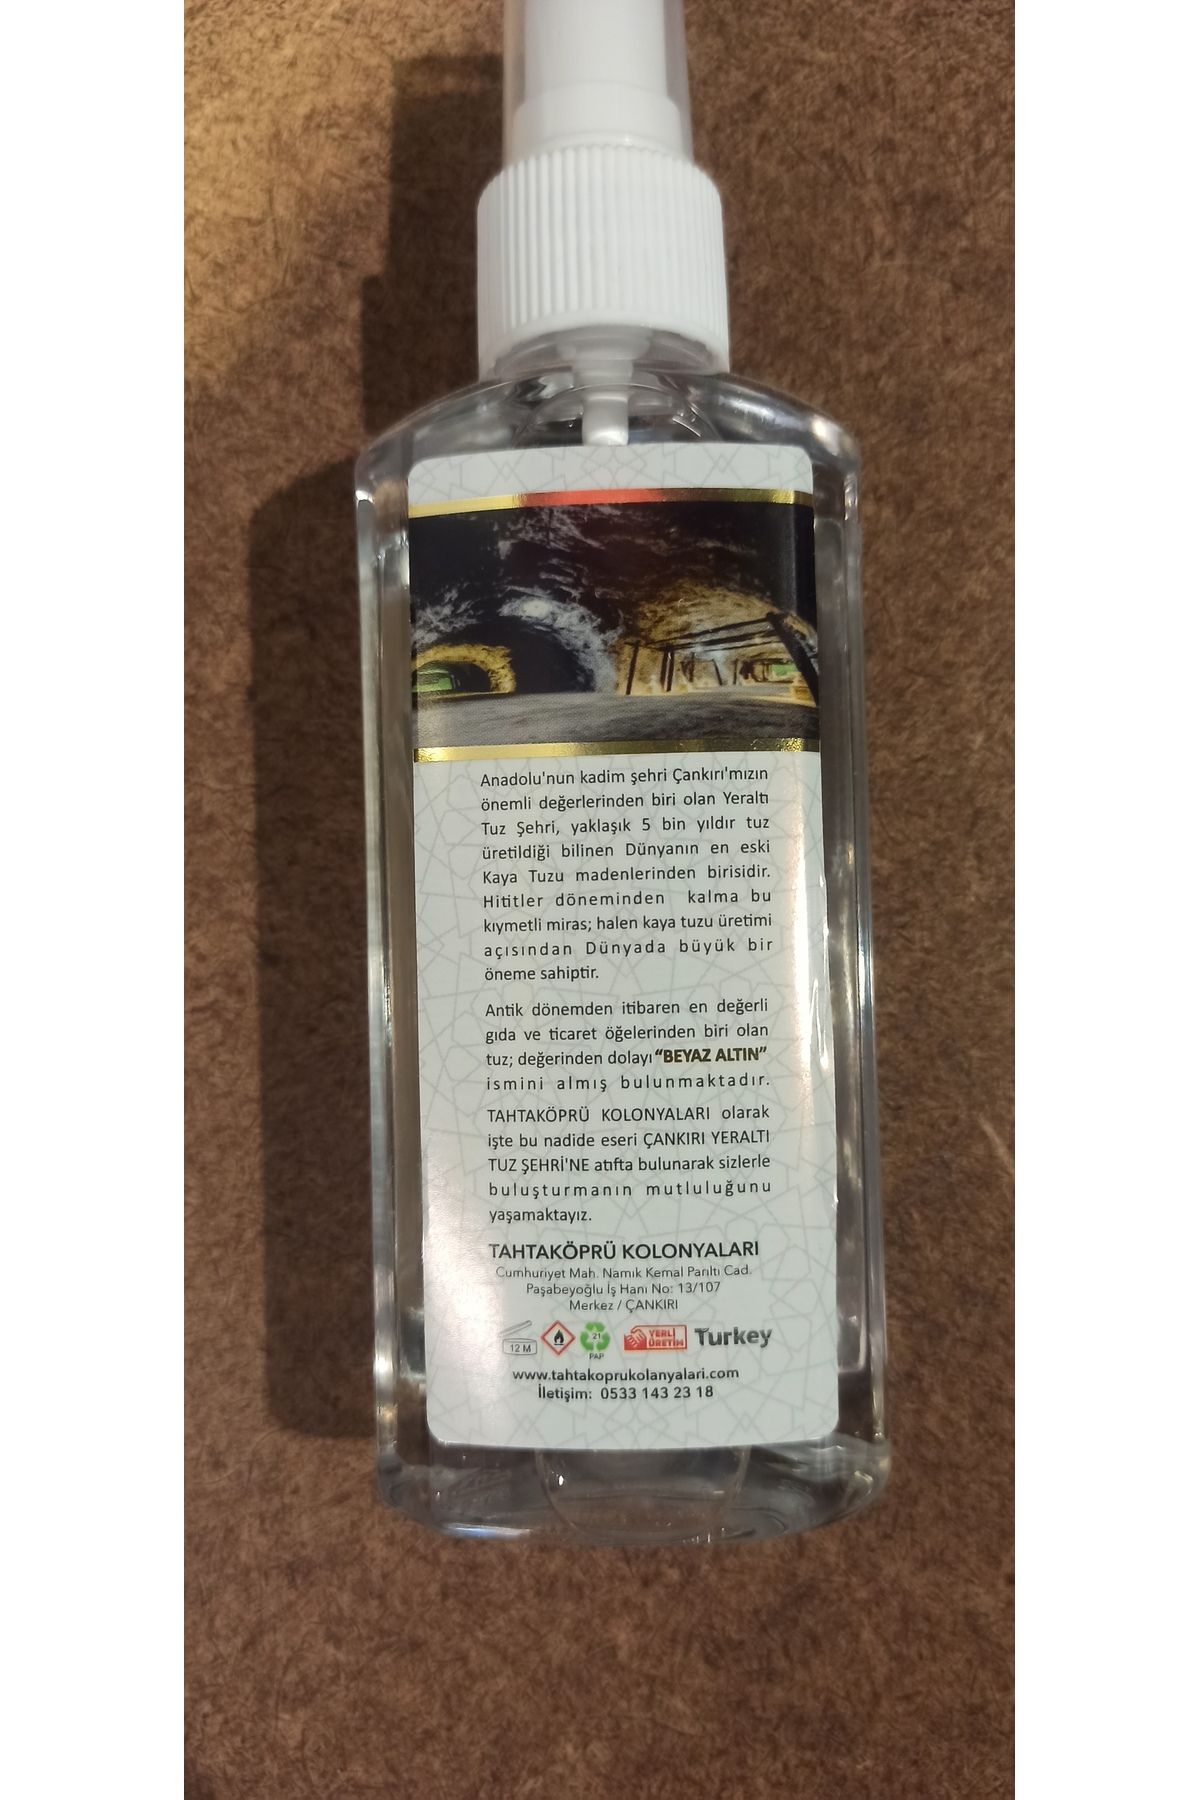 Anadolu'nun kadim şehri Çankırı'mızın
önemli değerlerinden biri olan Yeraltı
Tuz Şehri, yaklaşık 5 bin yıldır tuz
üretildiği bilinen Dünyanın en eski
Kaya Tuzu madenlerinden birisidir.
Hititler döneminden kalma bu
kıymetli miras; halen kaya tuzu üretimi
açısından Dünyada büyük bir
öneme sahiptir.
Antik dönemden itibaren en değerli
gıda ve ticaret öğelerinden biri olan
tuz; değerinden dolayı "BEYAZ ALTIN"
ismini almış bulunmaktadır.
TAHTAKÖPRÜ KOLONYALARI olarak
işte bu nadide eseri ÇANKIRI YERALTI
TUZ ŞEHRİ'NE atıfta bulunarak sizlerle
buluşturmanın mutluluğunu
yaşamaktayız.
TAHTAKÖPRÜ KOLONYALARI
Cumhuriyet Mah. Namık Kemal Parıltı Cad.
Paşabeyoğlu İş Hanı No: 13/107
Merkez / ÇANKIRI
12 M 21 PAP YERLİ ÜRETİM Turkey
www.tahtakoprukolanyalari.com
İletişim: 0533 143 23 18